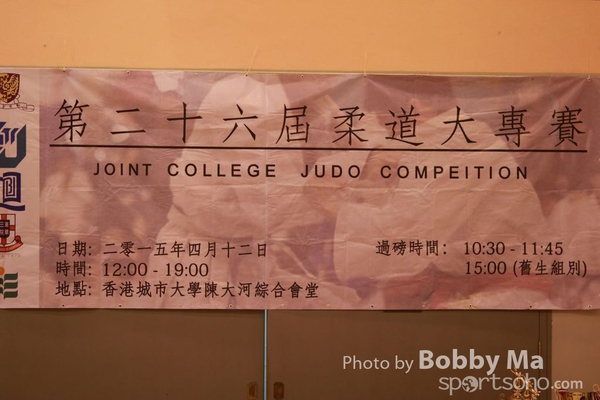 第二十六屆柔道大專賽
JOINT COLLEGE JUDO COMPEITION
日期: 二零一五年四月十二日
時間: 12:00 - 19:00
地點: 香港城市大學陳大河綜合會堂
過磅時間: 10:30 - 11:45
15:00 (舊生組別)
Photo by Bobby Ma
sportsoho.com